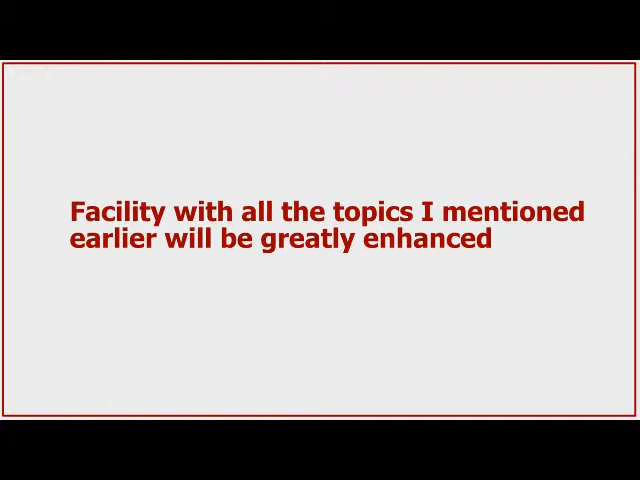 Facility with all the topics I mentioned
earlier will be greatly enhanced